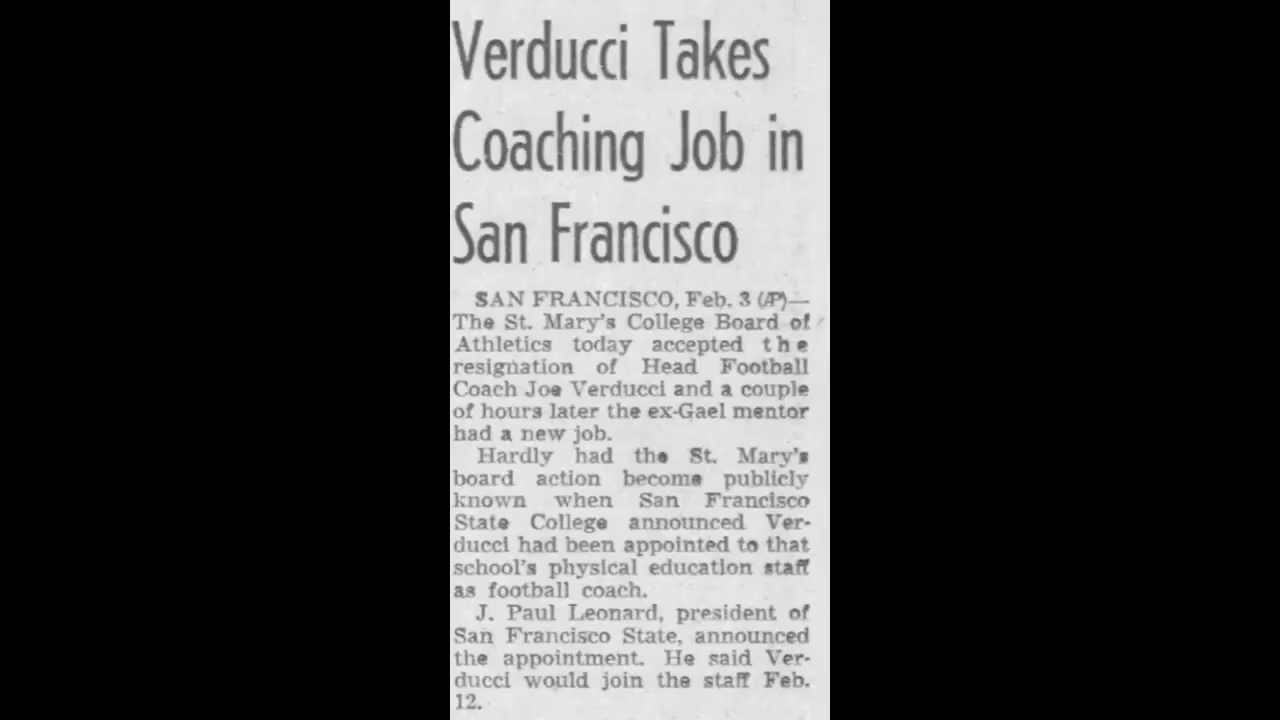 Verducci Takes
Coaching Job in
San Francisco
SAN FRANCISCO, Feb. 3 (AP)—
The St. Mary's College Board of
Athletics today accepted the
resignation of Head Football
Coach Joe Verducci and a couple
of hours later the ex-Gael mentor
had a new job.
Hardly had the St. Mary's
board action become publicly
known when San Francisco
State College announced Ver-
ducci had been appointed to that
school's physical education staff
as football coach.
J. Paul Leonard, president of
San Francisco State, announced
the appointment. He said Ver-
ducci would join the staff Feb.
12.